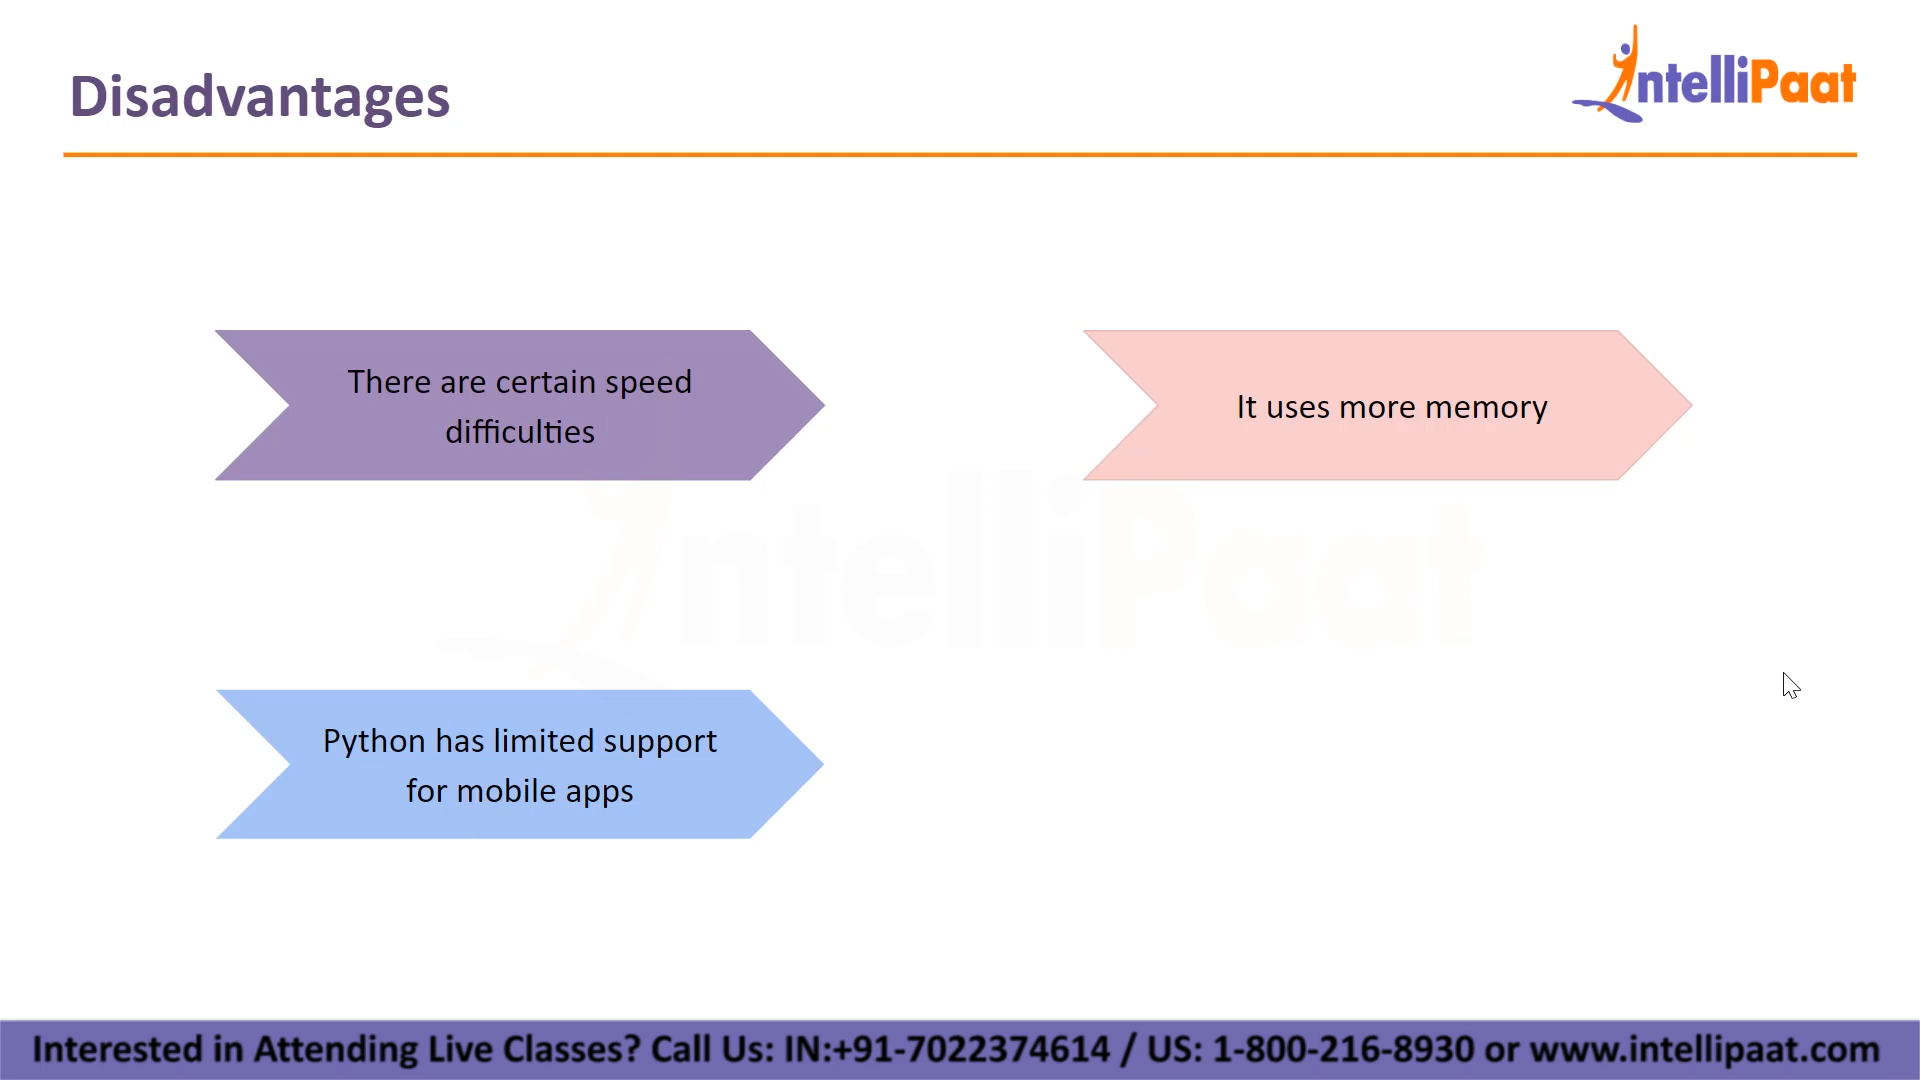 Disadvantages
IntelliPaat
There are certain speed
difficulties
It uses more memory
Python has limited support
for mobile apps
IntelliPaat
Interested in Attending Live Classes? Call Us: IN:+91-7022374614 / US: 1-800-216-8930 or www.intellipaat.com